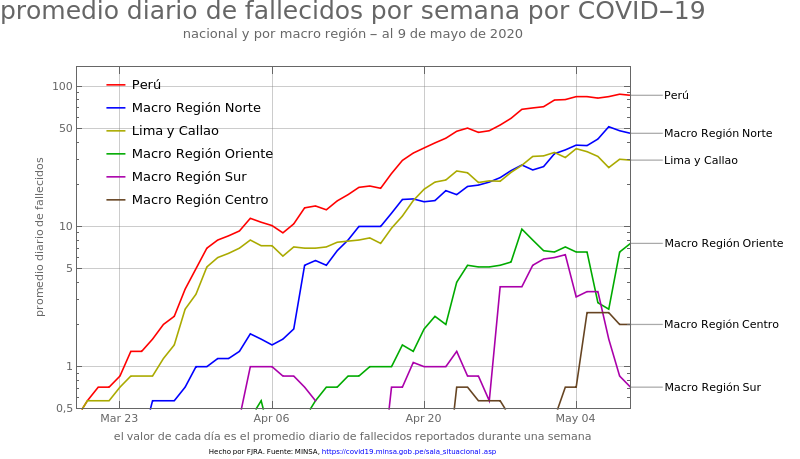 promedio diario de fallecidos por semana por COVID–19
nacional y por macro región – al 9 de mayo de 2020
100
50
10
5
1
0,5
promedio diario de fallecidos
Perú
Macro Región Norte
Lima y Callao
Macro Región Oriente
Macro Región Sur
Macro Región Centro
Perú
Macro Región Norte
Lima y Callao
Macro Región Oriente
Macro Región Centro
Macro Región Sur
Mar 23
Apr 06
Apr 20
May 04
el valor de cada día es el promedio diario de fallecidos reportados durante una semana
Hecho por FJRA. Fuente: MINSA, https://covid19.minsa.gob.pe/sala_situacional.asp